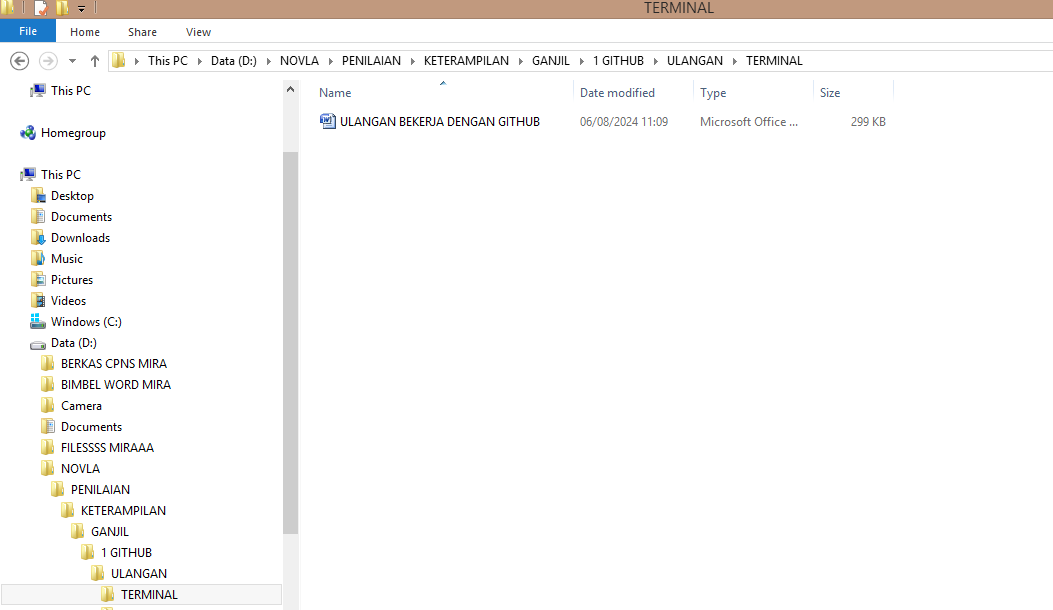 TERMINAL
File Home Share View
This PC Data (D:) NOVLA PENILAIAN KETERAMPILAN GANJIL 1 GITHUB ULANGAN TERMINAL
This PC
Homegroup
This PC
Desktop
Documents
Downloads
Music
Pictures
Videos
Windows (C:)
Data (D:)
BERKAS CPNS MIRA
BIMBEL WORD MIRA
Camera
Documents
FILESSSS MIRAAA
NOVLA
PENILAIAN
KETERAMPILAN
GANJIL
1 GITHUB
ULANGAN
TERMINAL
Name Date modified Type Size
ULANGAN BEKERJA DENGAN GITHUB 06/08/2024 11:09 Microsoft Office ... 299 KB